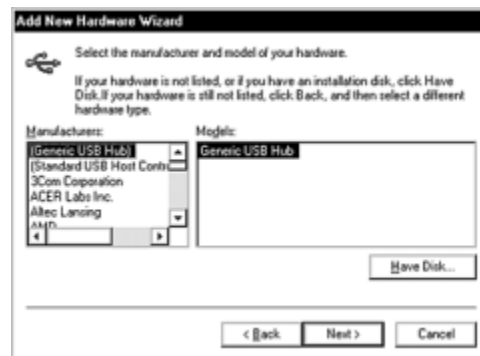 Add New Hardware Wizard
Select the manufacturer and model of your hardware.
If your hardware is not listed, or if you have an installation disk, click Have
Disk.If your hardware is still not listed, click Back, and then select a different
hardware type.
Manufacturers:
(Generic USB Hub)
(Standard USB Host Contr
3Com Corporation
ACER Labs Inc.
Altec Lansing
AMD
Models:
Generic USB Hub
Have Disk...
< Back
Next >
Cancel